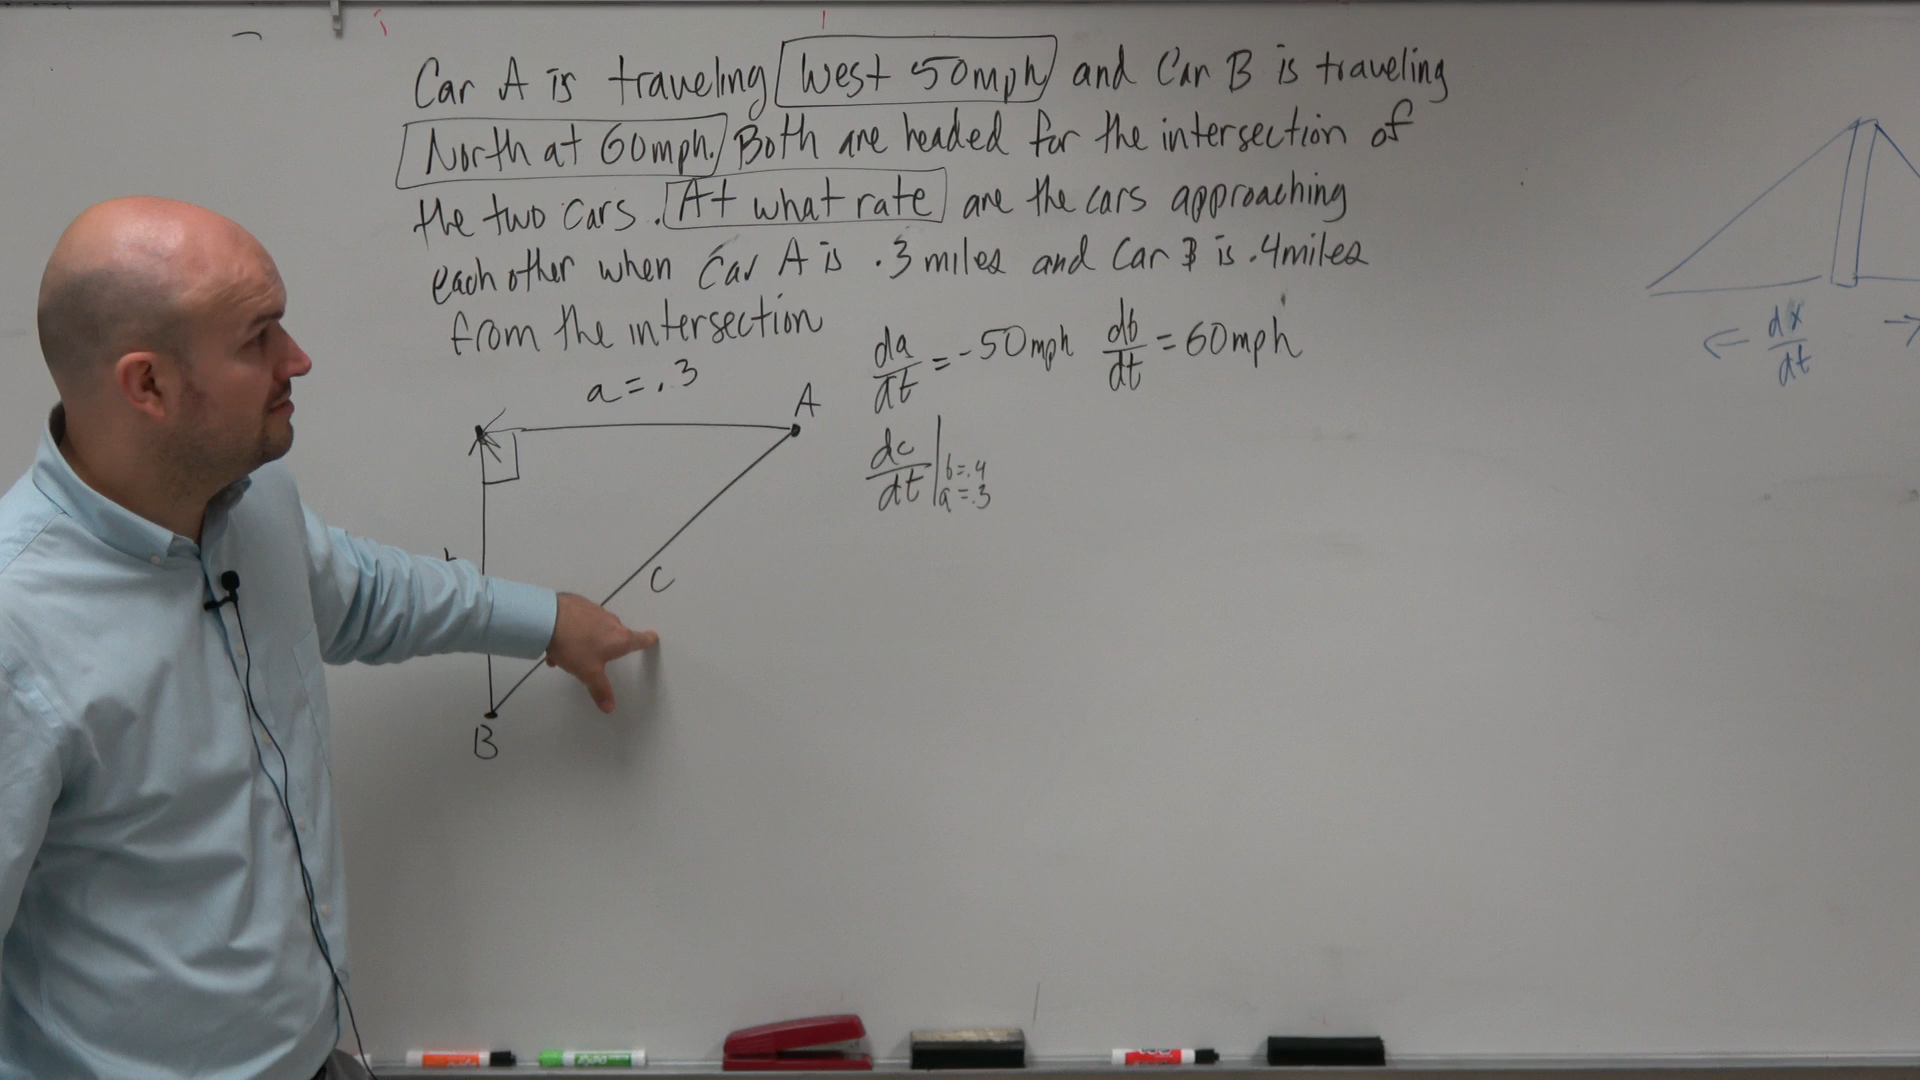 Car A is traveling West 50mph and Car B is traveling
North at 60mph. Both are headed for the intersection of
the two cars. At what rate are the cars approaching
each other when Car A is .3 miles and Car B is .4 miles
from the intersection
da/dt = -50mph db/dt = 60mph
a = .3
A
dc/dt | b=.4 a=.3
c
B
← dx/dt →